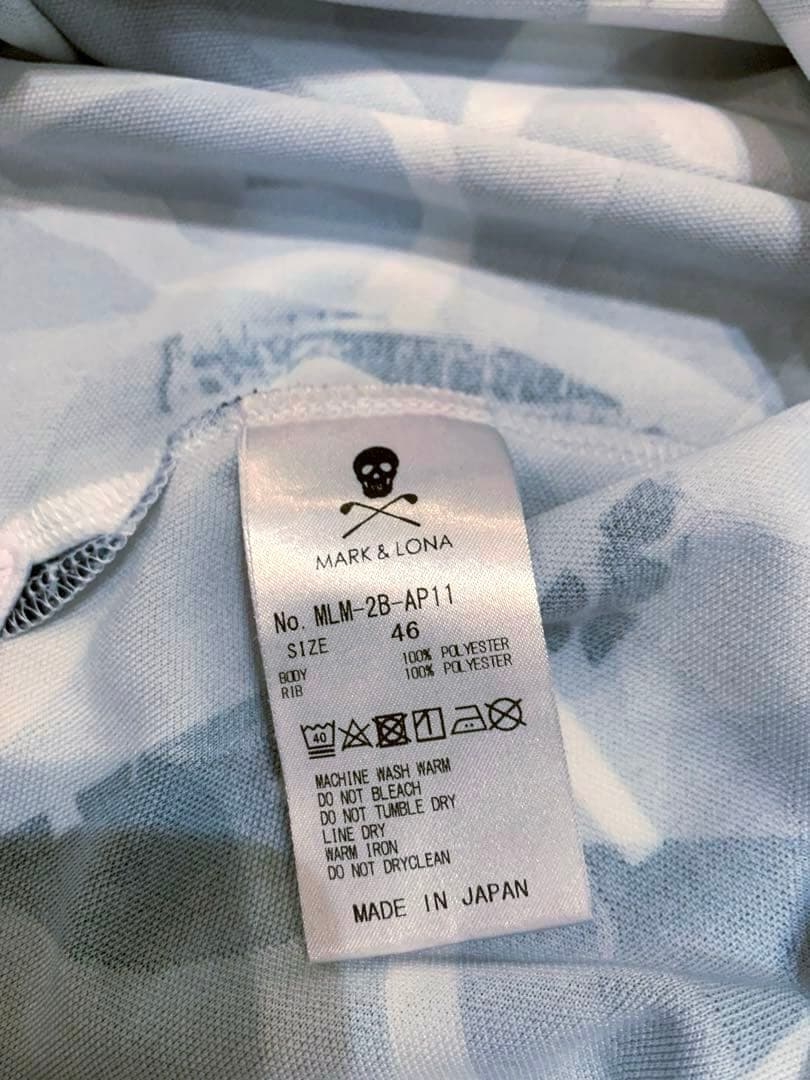 MARK & LONA
No. MLM-2B-AP11
SIZE 46
BODY 100% POLYESTER
RIB 100% POLYESTER
40
MACHINE WASH WARM
DO NOT BLEACH
DO NOT TUMBLE DRY
LINE DRY
WARM IRON
DO NOT DRYCLEAN
MADE IN JAPAN